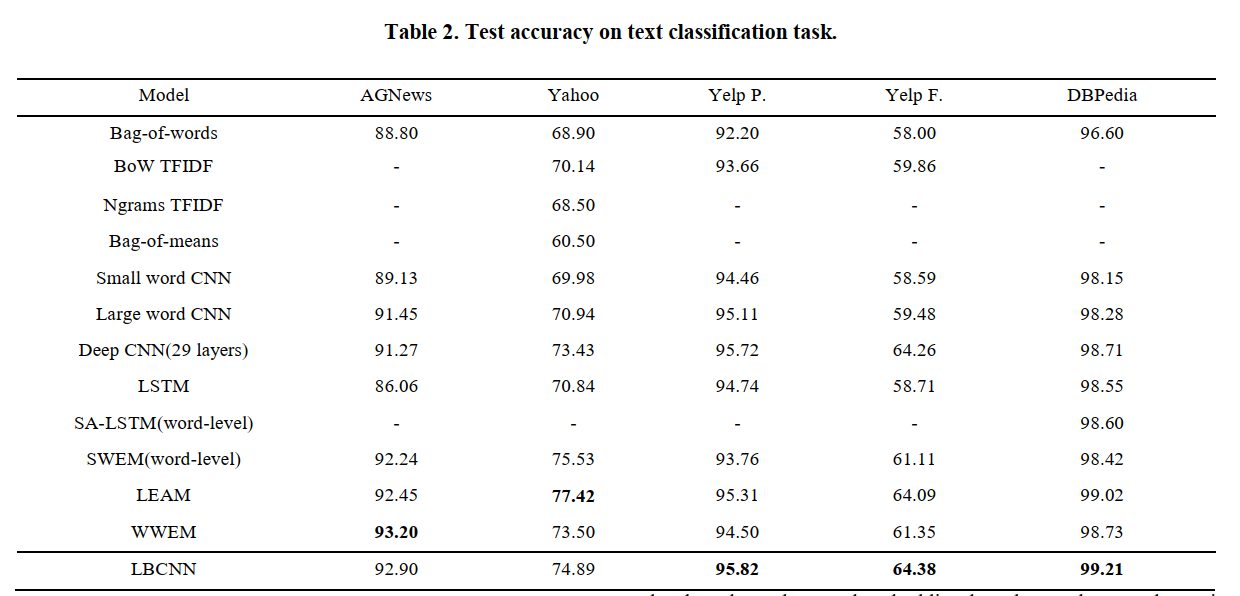 Table 2. Test accuracy on text classification task.
Model AGNews Yahoo Yelp P. Yelp F. DBPedia
Bag-of-words 88.80 68.90 92.20 58.00 96.60
BoW TFIDF - 70.14 93.66 59.86 -
Ngrams TFIDF - 68.50 - - -
Bag-of-means - 60.50 - - -
Small word CNN 89.13 69.98 94.46 58.59 98.15
Large word CNN 91.45 70.94 95.11 59.48 98.28
Deep CNN(29 layers) 91.27 73.43 95.72 64.26 98.71
LSTM 86.06 70.84 94.74 58.71 98.55
SA-LSTM(word-level) - - - - 98.60
SWEM(word-level) 92.24 75.53 93.76 61.11 98.42
LEAM 92.45 77.42 95.31 64.09 99.02
WWEM 93.20 73.50 94.50 61.35 98.73
LBCNN 92.90 74.89 95.82 64.38 99.21